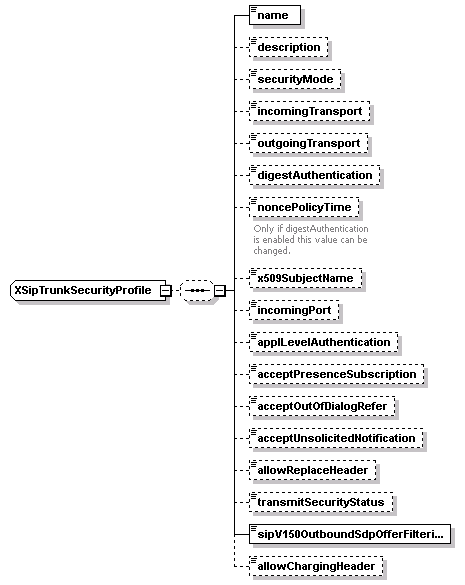 name
description
securityMode
incomingTransport
outgoingTransport
digestAuthentication
noncePolicyTime
Only if digestAuthentication
is enabled this value can be
changed.
XSipTrunkSecurityProfile
x509SubjectName
incomingPort
applLevelAuthentication
acceptPresenceSubscription
acceptOutOfDialogRefer
acceptUnsolicitedNotification
allowReplaceHeader
transmitSecurityStatus
sipV150OutboundSdpOfferFilteri...
allowChargingHeader